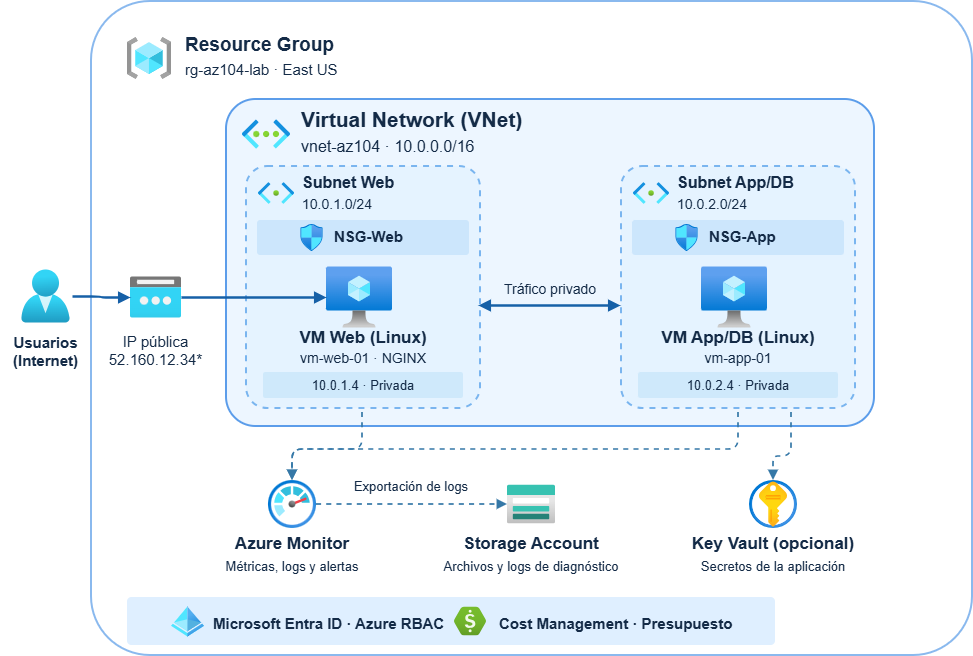 Resource Group
rg-az104-lab · East US
Virtual Network (VNet)
vnet-az104 · 10.0.0.0/16
Subnet Web
10.0.1.0/24
NSG-Web
VM Web (Linux)
vm-web-01 · NGINX
10.0.1.4 · Privada
Tráfico privado
Subnet App/DB
10.0.2.0/24
NSG-App
VM App/DB (Linux)
vm-app-01
10.0.2.4 · Privada
Usuarios
(Internet)
IP pública
52.160.12.34*
Azure Monitor
Métricas, logs y alertas
Exportación de logs
Storage Account
Archivos y logs de diagnóstico
Key Vault (opcional)
Secretos de la aplicación
Microsoft Entra ID · Azure RBAC
$
Cost Management · Presupuesto